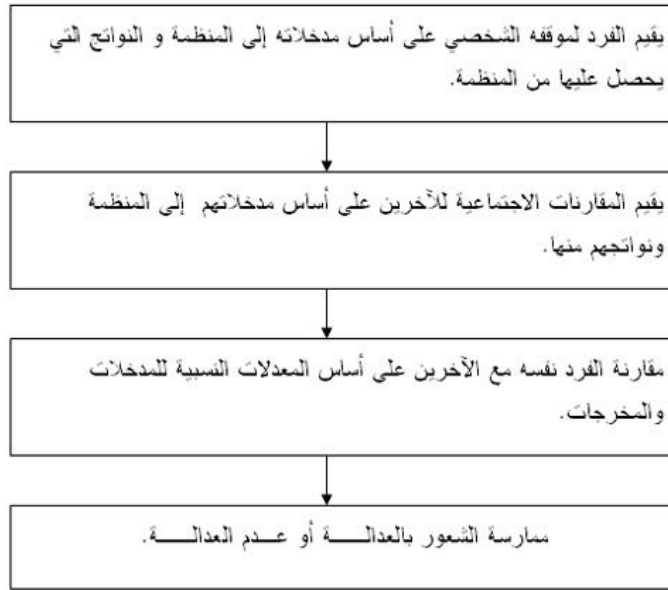 يقيم الفرد لموقفه الشخصي على أساس مدخلاته إلى المنظمة و النواتج التي
يحصل عليها من المنظمة.
يقيم المقارنات الاجتماعية للآخرين على أساس مدخلاتهم إلى المنظمة
ونواتجهم منها.
مقارنة الفرد نفسه مع الآخرين على أساس المعدلات النسبية للمدخلات
والمخرجات.
ممارسة الشعور بالعدالــــــة أو عــدم العدالـــــة.